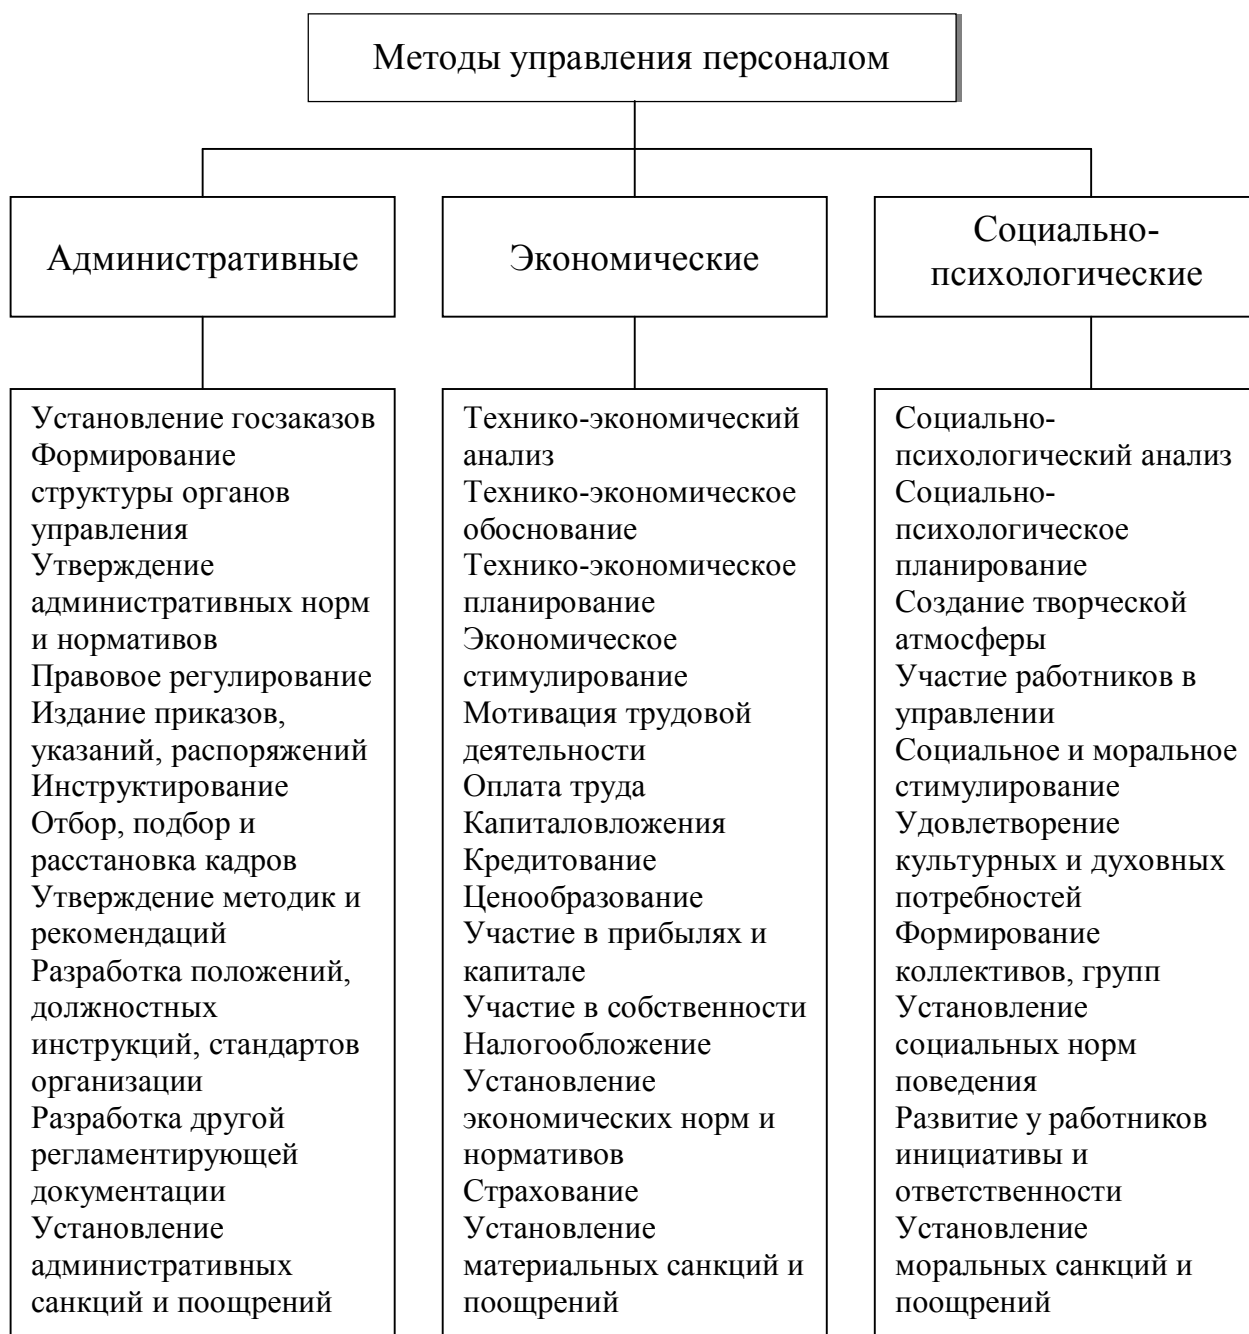 Методы управления персоналом
Административные
Экономические
Социально-
психологические
Установление госзаказов
Формирование
структуры органов
управления
Утверждение
административных норм
и нормативов
Правовое регулирование
Издание приказов,
указаний, распоряжений
Инструктирование
Отбор, подбор и
расстановка кадров
Утверждение методик и
рекомендаций
Разработка положений,
должностных
инструкций, стандартов
организации
Разработка другой
регламентирующей
документации
Установление
административных
санкций и поощрений
Технико-экономический
анализ
Технико-экономическое
обоснование
Технико-экономическое
планирование
Экономическое
стимулирование
Мотивация трудовой
деятельности
Оплата труда
Капиталовложения
Кредитование
Ценообразование
Участие в прибылях и
капитале
Участие в собственности
Налогообложение
Установление
экономических норм и
нормативов
Страхование
Установление
материальных санкций и
поощрений
Социально-
психологический анализ
Социально-
психологическое
планирование
Создание творческой
атмосферы
Участие работников в
управлении
Социальное и моральное
стимулирование
Удовлетворение
культурных и духовных
потребностей
Формирование
коллективов, групп
Установление
социальных норм
поведения
Развитие у работников
инициативы и
ответственности
Установление
моральных санкций и
поощрений